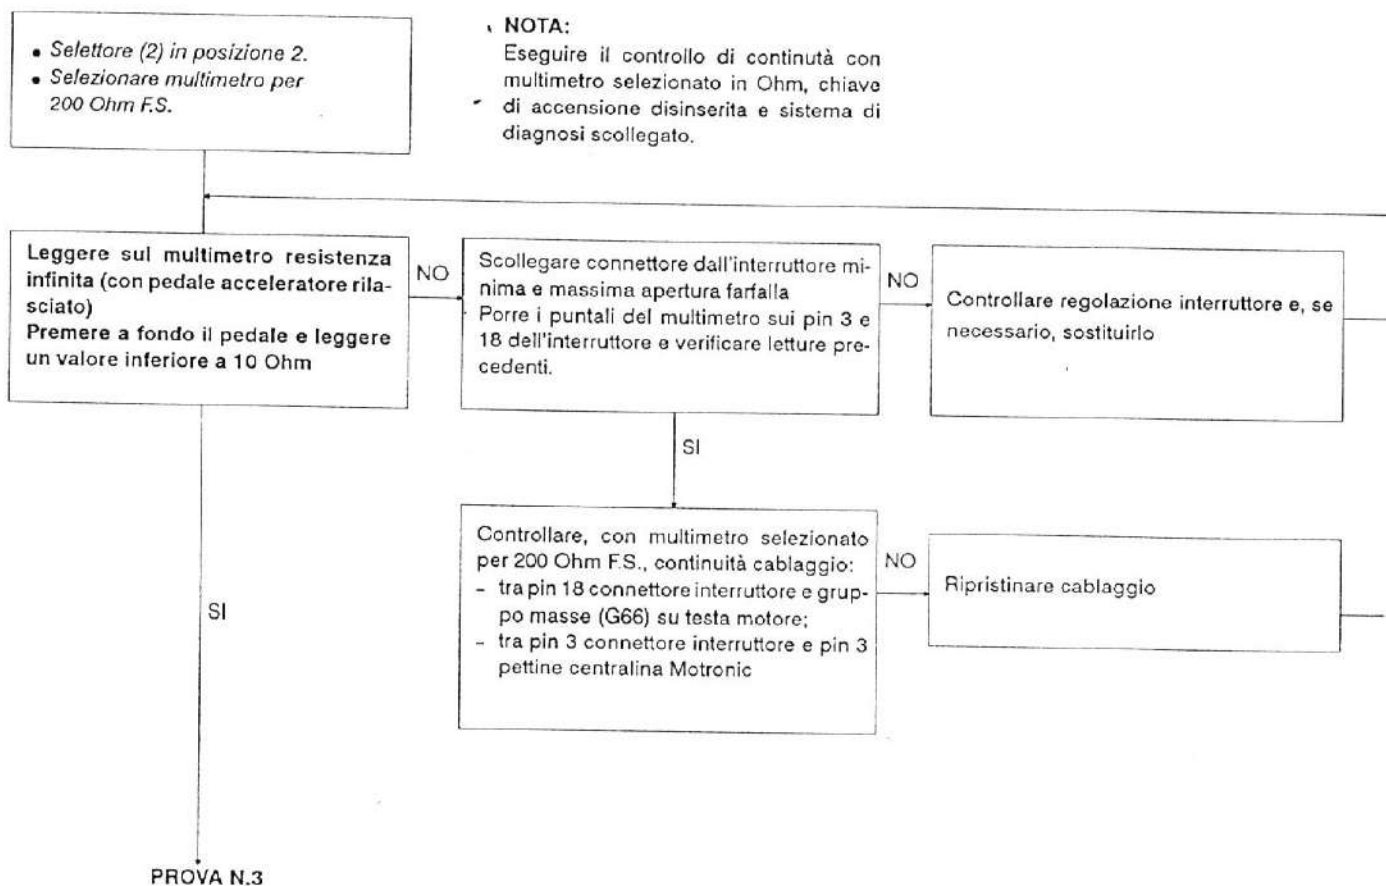 • Selettore (2) in posizione 2.
• Selezionare multimetro per
200 Ohm F.S.
NOTA:
Eseguire il controllo di continutà con
multimetro selezionato in Ohm, chiave
di accensione disinserita e sistema di
diagnosi scollegato.
Leggere sul multimetro resistenza
infinita (con pedale acceleratore rila-
sciato)
Premere a fondo il pedale e leggere
un valore inferiore a 10 Ohm
NO
Scollegare connettore dall'interruttore mi-
nima e massima apertura farfalla
Porre i puntali del multimetro sui pin 3 e
18 dell'interruttore e verificare letture pre-
cedenti.
NO
Controllare regolazione interruttore e, se
necessario, sostituirlo
SI
SI
Controllare, con multimetro selezionato
per 200 Ohm F.S., continuità cablaggio:
- tra pin 18 connettore interruttore e grup-
po masse (G66) su testa motore;
- tra pin 3 connettore interruttore e pin 3
pettine centralina Motronic
NO
Ripristinare cablaggio
PROVA N.3